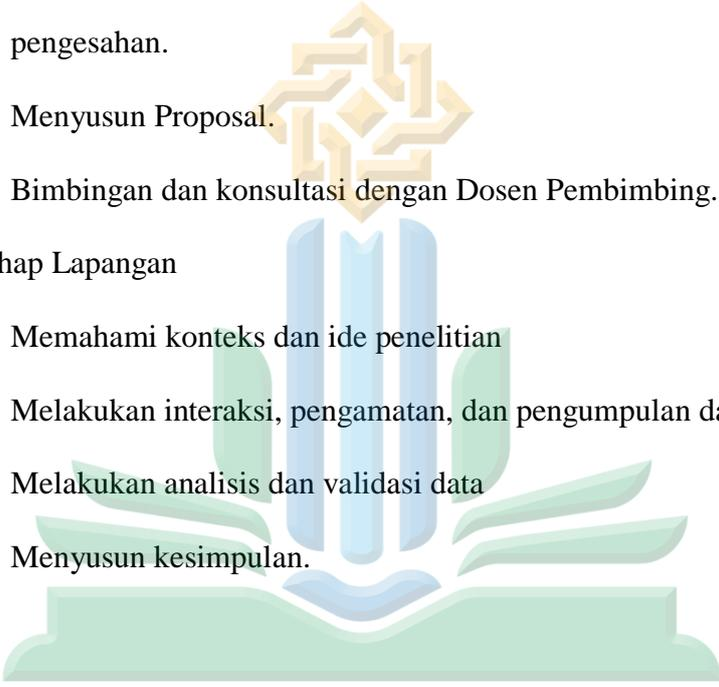 pengesahan.
Menyusun Proposal.
Bimbingan dan konsultasi dengan Dosen Pembimbing.
hap Lapangan
Memahami konteks dan ide penelitian
Melakukan interaksi, pengamatan, dan pengumpulan da
Melakukan analisis dan validasi data
Menyusun kesimpulan.